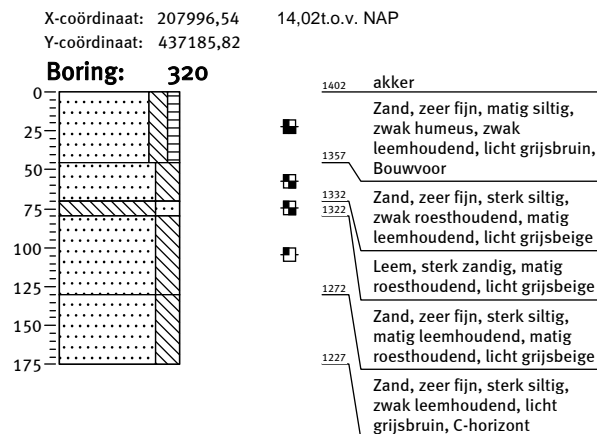 X-coördinaat: 207996,54 14,02t.o.v. NAP
Y-coördinaat: 437185,82
Boring: 320
0
25
50
75
100
125
150
175
1402 akker
Zand, zeer fijn, matig siltig,
zwak humeus, zwak
leemhoudend, licht grijsbruin,
Bouwvoor
1357
Zand, zeer fijn, sterk siltig,
zwak roesthoudend, matig
leemhoudend, licht grijsbeige
1332
1322
Leem, sterk zandig, matig
roesthoudend, licht grijsbeige
1272
Zand, zeer fijn, sterk siltig,
matig leemhoudend, matig
roesthoudend, licht grijsbeige
1227
Zand, zeer fijn, sterk siltig,
zwak leemhoudend, licht
grijsbruin, C-horizont